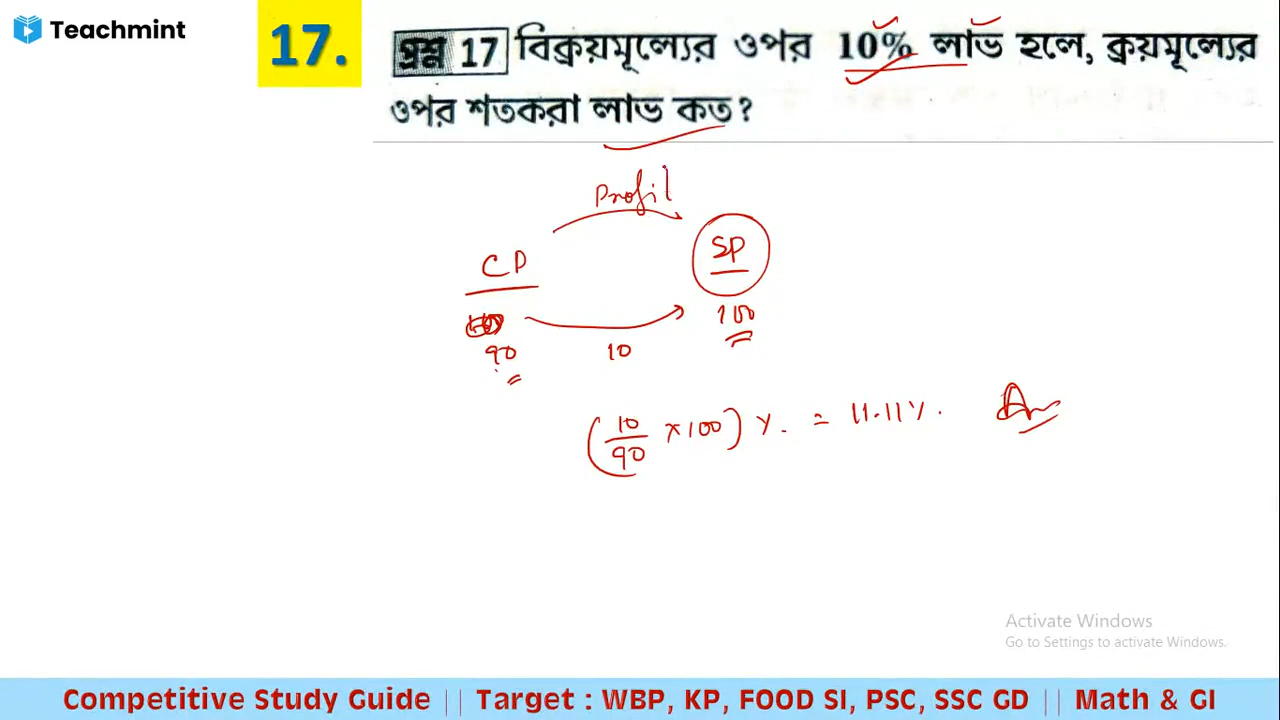 Teachmint
17.
প্রশ্ন 17 বিক্রয়মূল্যের ওপর 10% লাভ হলে, ক্রয়মূল্যের
ওপর শতকরা লাভ কত?
Profit
CP
SP
100
90
10
(10/90 ×100) %. = 11.11%. Ans
Activate Windows
Go to Settings to activate Windows.
Competitive Study Guide || Target : WBP, KP, FOOD SI, PSC, SSC GD || Math & GI